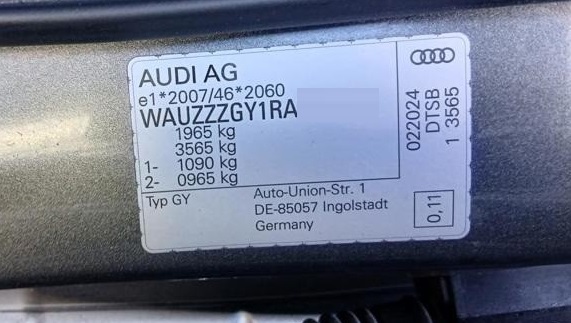 AUDI AG
e1*2007/46*2060
WAUZZZGY1RA
1965 kg
3565 kg
1- 1090 kg
2- 0965 kg
Typ GY
Auto-Union-Str. 1
DE-85057 Ingolstadt
Germany
022024
DTSB
1 3565
0,11